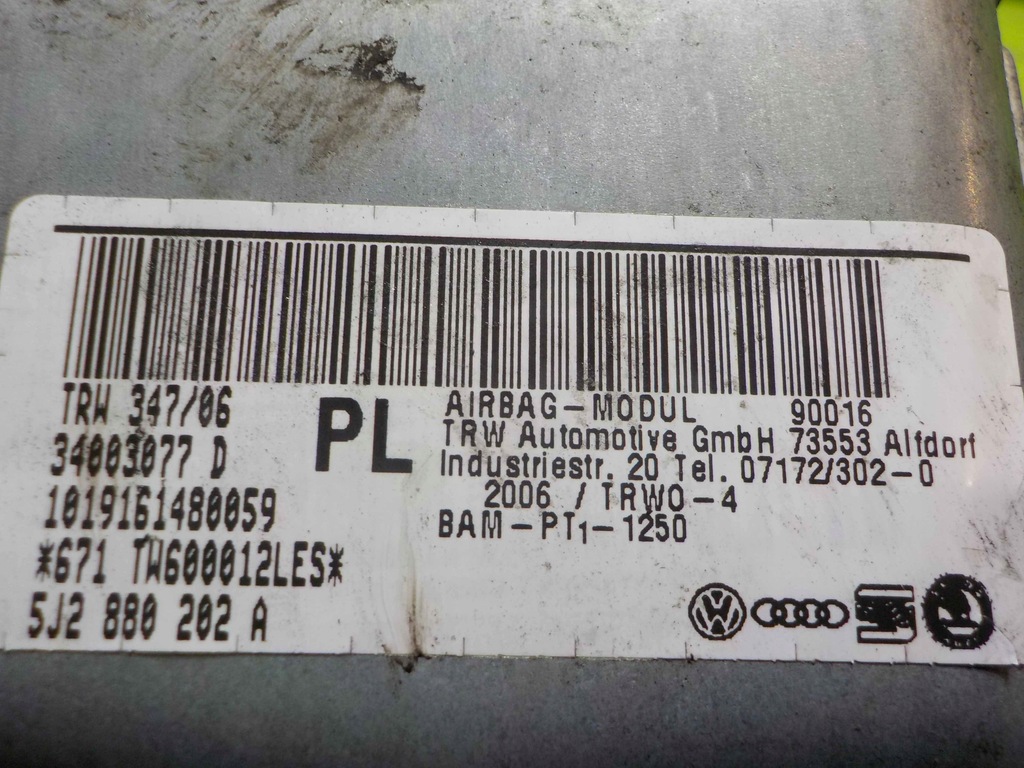 TRW 347/06
34003077 D
1019161480059
*671 TW600012LES*
5J2 880 202 A
PL
AIRBAG-MODUL 90016
TRW Automotive GmbH 73553 Alfdorf
Industriestr. 20 Tel. 07172/302-0
2006 / TRWO-4
BAM-PT1-1250